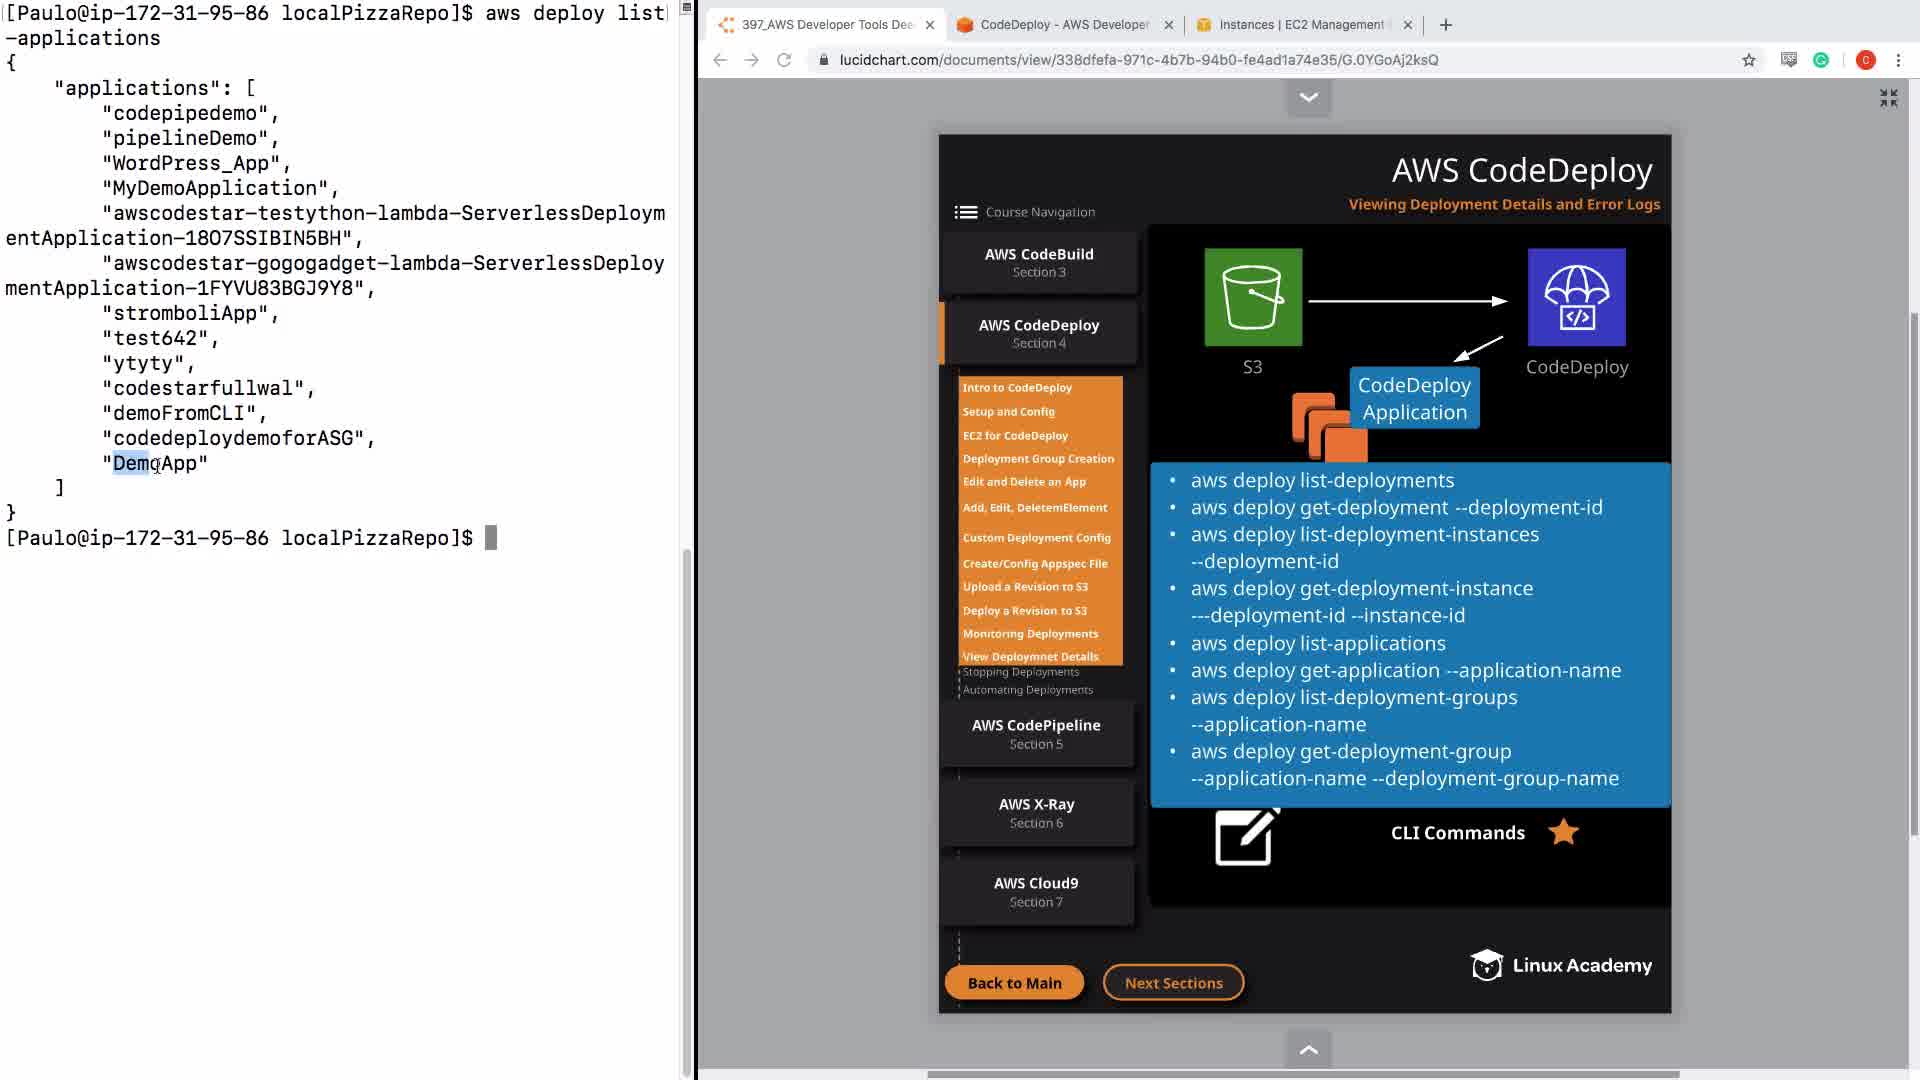 [Paulo@ip-172-31-95-86 localPizzaRepo]$ aws deploy list
-applications
{
"applications": [
"codepipedemo",
"pipelineDemo",
"WordPress_App",
"MyDemoApplication",
"awscodestar-testython-lambda-ServerlessDeploym
entApplication-18O7SSIBIN5BH",
"awscodestar-gogogadget-lambda-ServerlessDeploy
mentApplication-1FYVU83BGJ9Y8",
"stromboliApp",
"test642",
"ytyty",
"codestarfullwal",
"demoFromCLI",
"codedeploydemoforASG",
"DemoApp"
]
}
[Paulo@ip-172-31-95-86 localPizzaRepo]$
397_AWS Developer Tools Dee
CodeDeploy - AWS Developer
Instances | EC2 Management
lucidchart.com/documents/view/338dfefa-971c-4b7b-94b0-fe4ad1a74e35/G.0YGoAj2ksQ
C
AWS CodeDeploy
Viewing Deployment Details and Error Logs
Course Navigation
AWS CodeBuild
Section 3
AWS CodeDeploy
Section 4
Intro to CodeDeploy
Setup and Config
EC2 for CodeDeploy
Deployment Group Creation
Edit and Delete an App
Add, Edit, DeletemElement
Custom Deployment Config
Create/Config Appspec File
Upload a Revision to S3
Deploy a Revision to S3
Monitoring Deployments
View Deploymnet Details
Stopping Deployments
Automating Deployments
AWS CodePipeline
Section 5
AWS X-Ray
Section 6
AWS Cloud9
Section 7
Back to Main
Next Sections
S3
CodeDeploy
CodeDeploy
Application
• aws deploy list-deployments
• aws deploy get-deployment --deployment-id
• aws deploy list-deployment-instances
--deployment-id
• aws deploy get-deployment-instance
---deployment-id --instance-id
• aws deploy list-applications
• aws deploy get-application --application-name
• aws deploy list-deployment-groups
--application-name
• aws deploy get-deployment-group
--application-name --deployment-group-name
CLI Commands
Linux Academy